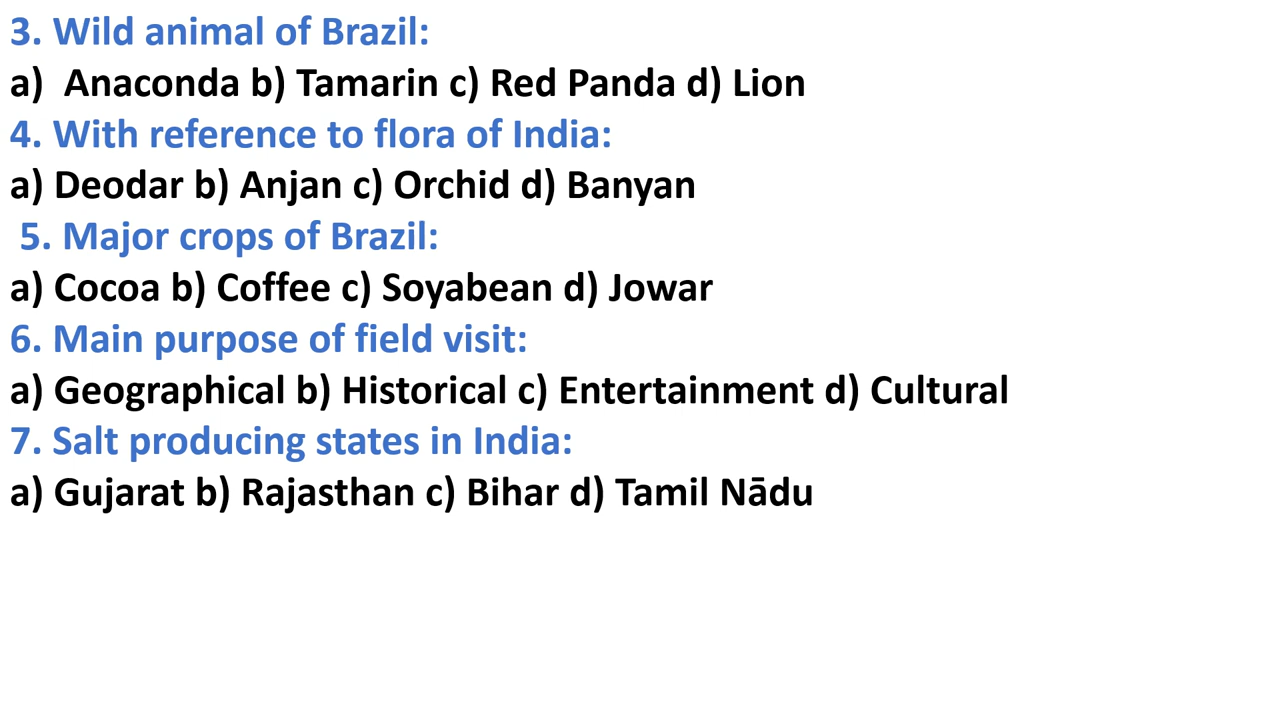 3. Wild animal of Brazil:
a)  Anaconda b) Tamarin c) Red Panda d) Lion
4. With reference to flora of India:
a) Deodar b) Anjan c) Orchid d) Banyan
5. Major crops of Brazil:
a) Cocoa b) Coffee c) Soyabean d) Jowar
6. Main purpose of field visit:
a) Geographical b) Historical c) Entertainment d) Cultural
7. Salt producing states in India:
a) Gujarat b) Rajasthan c) Bihar d) Tamil Nādu